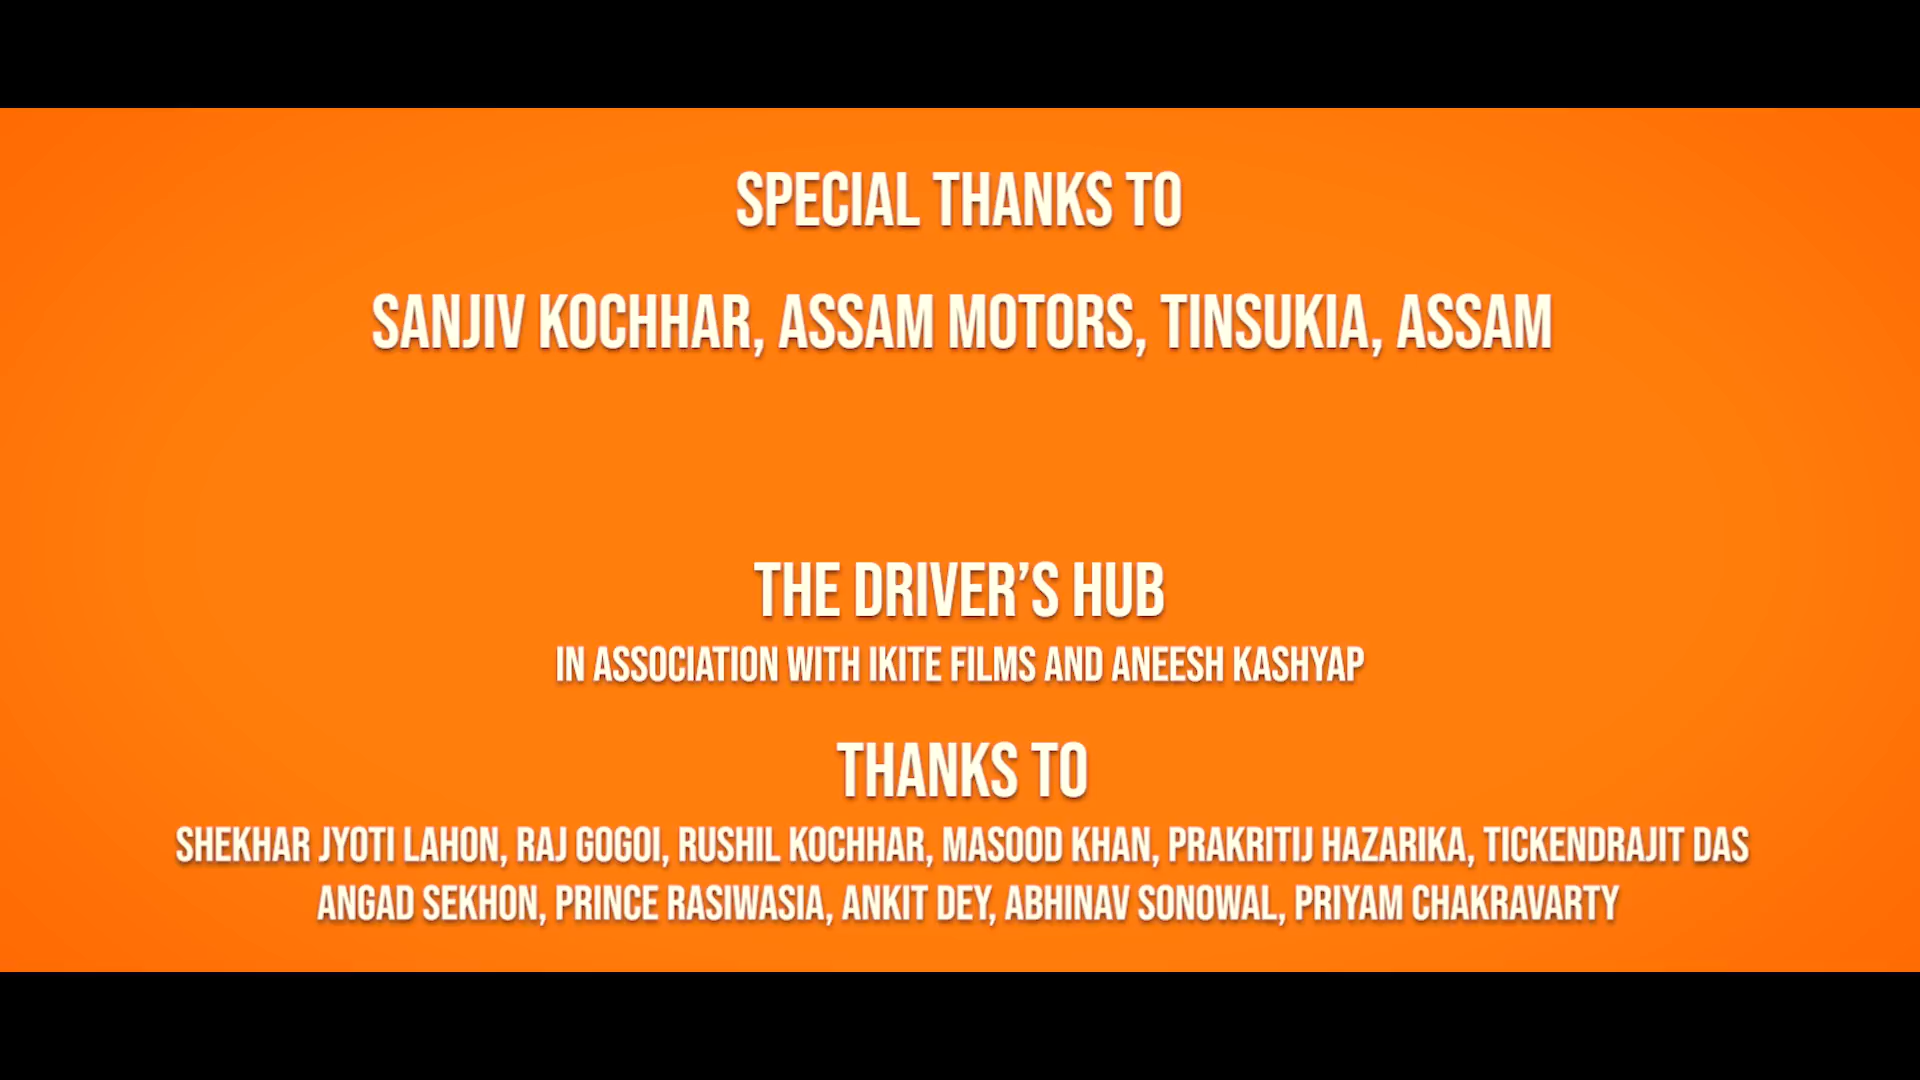 SPECIAL THANKS TO
SANJIV KOCHHAR, ASSAM MOTORS, TINSUKIA, ASSAM
THE DRIVER’S HUB
IN ASSOCIATION WITH IKITE FILMS AND ANEESH KASHYAP
THANKS TO
SHEKHAR JYOTI LAHON, RAJ GOGOI, RUSHIL KOCHHAR, MASOOD KHAN, PRAKRITIJ HAZARIKA, TICKENDRAJIT DAS
ANGAD SEKHON, PRINCE RASIWASIA, ANKIT DEY, ABHINAV SONOWAL, PRIYAM CHAKRAVARTY